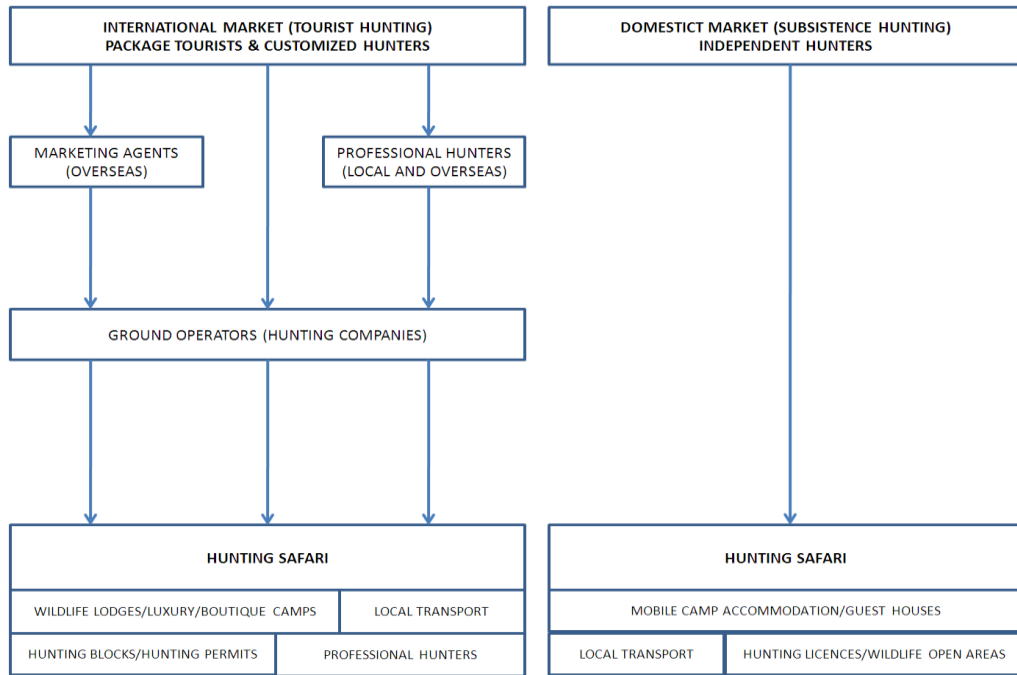 INTERNATIONAL MARKET (TOURIST HUNTING)
PACKAGE TOURISTS & CUSTOMIZED HUNTERS
DOMESTICT MARKET (SUBSISTENCE HUNTING)
INDEPENDENT HUNTERS
MARKETING AGENTS
(OVERSEAS)
PROFESSIONAL HUNTERS
(LOCAL AND OVERSEAS)
GROUND OPERATORS (HUNTING COMPANIES)
HUNTING SAFARI
WILDLIFE LODGES/LUXURY/BOUTIQUE CAMPS
LOCAL TRANSPORT
HUNTING BLOCKS/HUNTING PERMITS
PROFESSIONAL HUNTERS
HUNTING SAFARI
MOBILE CAMP ACCOMMODATION/GUEST HOUSES
LOCAL TRANSPORT
HUNTING LICENCES/WILDLIFE OPEN AREAS